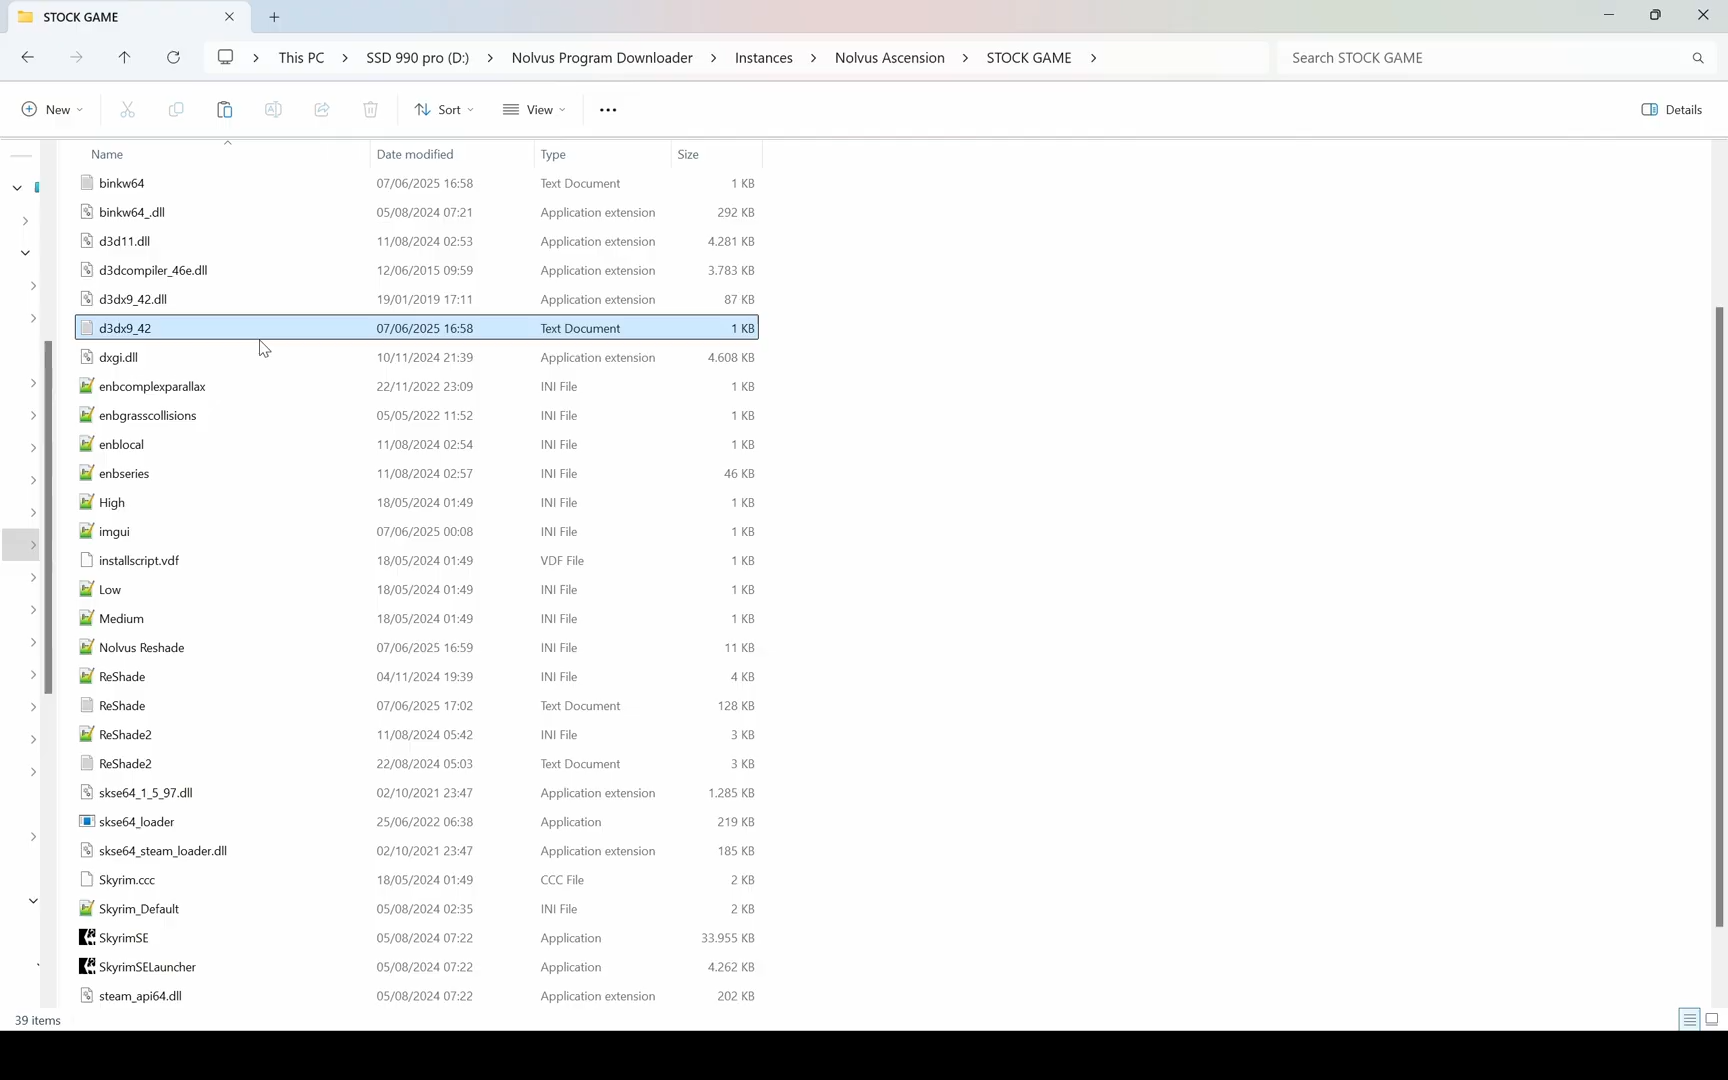 STOCK GAME
This PC > SSD 990 pro (D:) > Nolvus Program Downloader > Instances > Nolvus Ascension > STOCK GAME > Search STOCK GAME
New Sort View Details
Name Date modified Type Size
binkw64 07/06/2025 16:58 Text Document 1 KB
binkw64_.dll 05/08/2024 07:21 Application extension 292 KB
d3d11.dll 11/08/2024 02:53 Application extension 4.281 KB
d3dcompiler_46e.dll 12/06/2015 09:59 Application extension 3.783 KB
d3dx9_42.dll 19/01/2019 17:11 Application extension 87 KB
d3dx9_42 07/06/2025 16:58 Text Document 1 KB
dxgi.dll 10/11/2024 21:39 Application extension 4.608 KB
enbcomplexparallax 22/11/2022 23:09 INI File 1 KB
enbgrasscollisions 05/05/2022 11:52 INI File 1 KB
enblocal 11/08/2024 02:54 INI File 1 KB
enbseries 11/08/2024 02:57 INI File 46 KB
High 18/05/2024 01:49 INI File 1 KB
imgui 07/06/2025 00:08 INI File 1 KB
installscript.vdf 18/05/2024 01:49 VDF File 1 KB
Low 18/05/2024 01:49 INI File 1 KB
Medium 18/05/2024 01:49 INI File 1 KB
Nolvus Reshade 07/06/2025 16:59 INI File 11 KB
ReShade 04/11/2024 19:39 INI File 4 KB
ReShade 07/06/2025 17:02 Text Document 128 KB
ReShade2 11/08/2024 05:42 INI File 3 KB
ReShade2 22/08/2024 05:03 Text Document 3 KB
skse64_1_5_97.dll 02/10/2021 23:47 Application extension 1.285 KB
skse64_loader 25/06/2022 06:38 Application 219 KB
skse64_steam_loader.dll 02/10/2021 23:47 Application extension 185 KB
Skyrim.ccc 18/05/2024 01:49 CCC File 2 KB
Skyrim_Default 05/08/2024 02:35 INI File 2 KB
SkyrimSE 05/08/2024 07:22 Application 33.955 KB
SkyrimSELauncher 05/08/2024 07:22 Application 4.262 KB
steam_api64.dll 05/08/2024 07:22 Application extension 202 KB
39 items